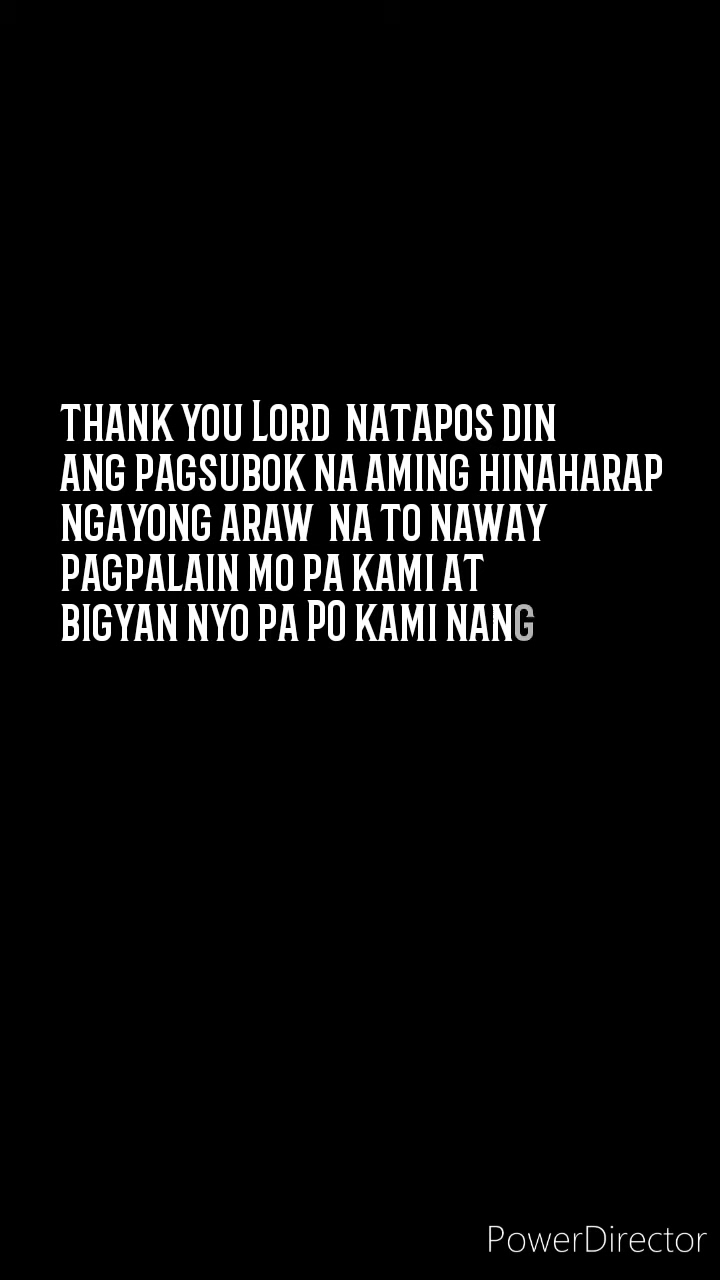 THANK YOU LORD  NATAPOS DIN
ANG PAGSUBOK NA AMING HINAHARAP
NGAYONG ARAW  NA TO NAWAY
PAGPALAIN MO PA KAMI AT
BIGYAN NYO PA PO KAMI NANG
PowerDirector